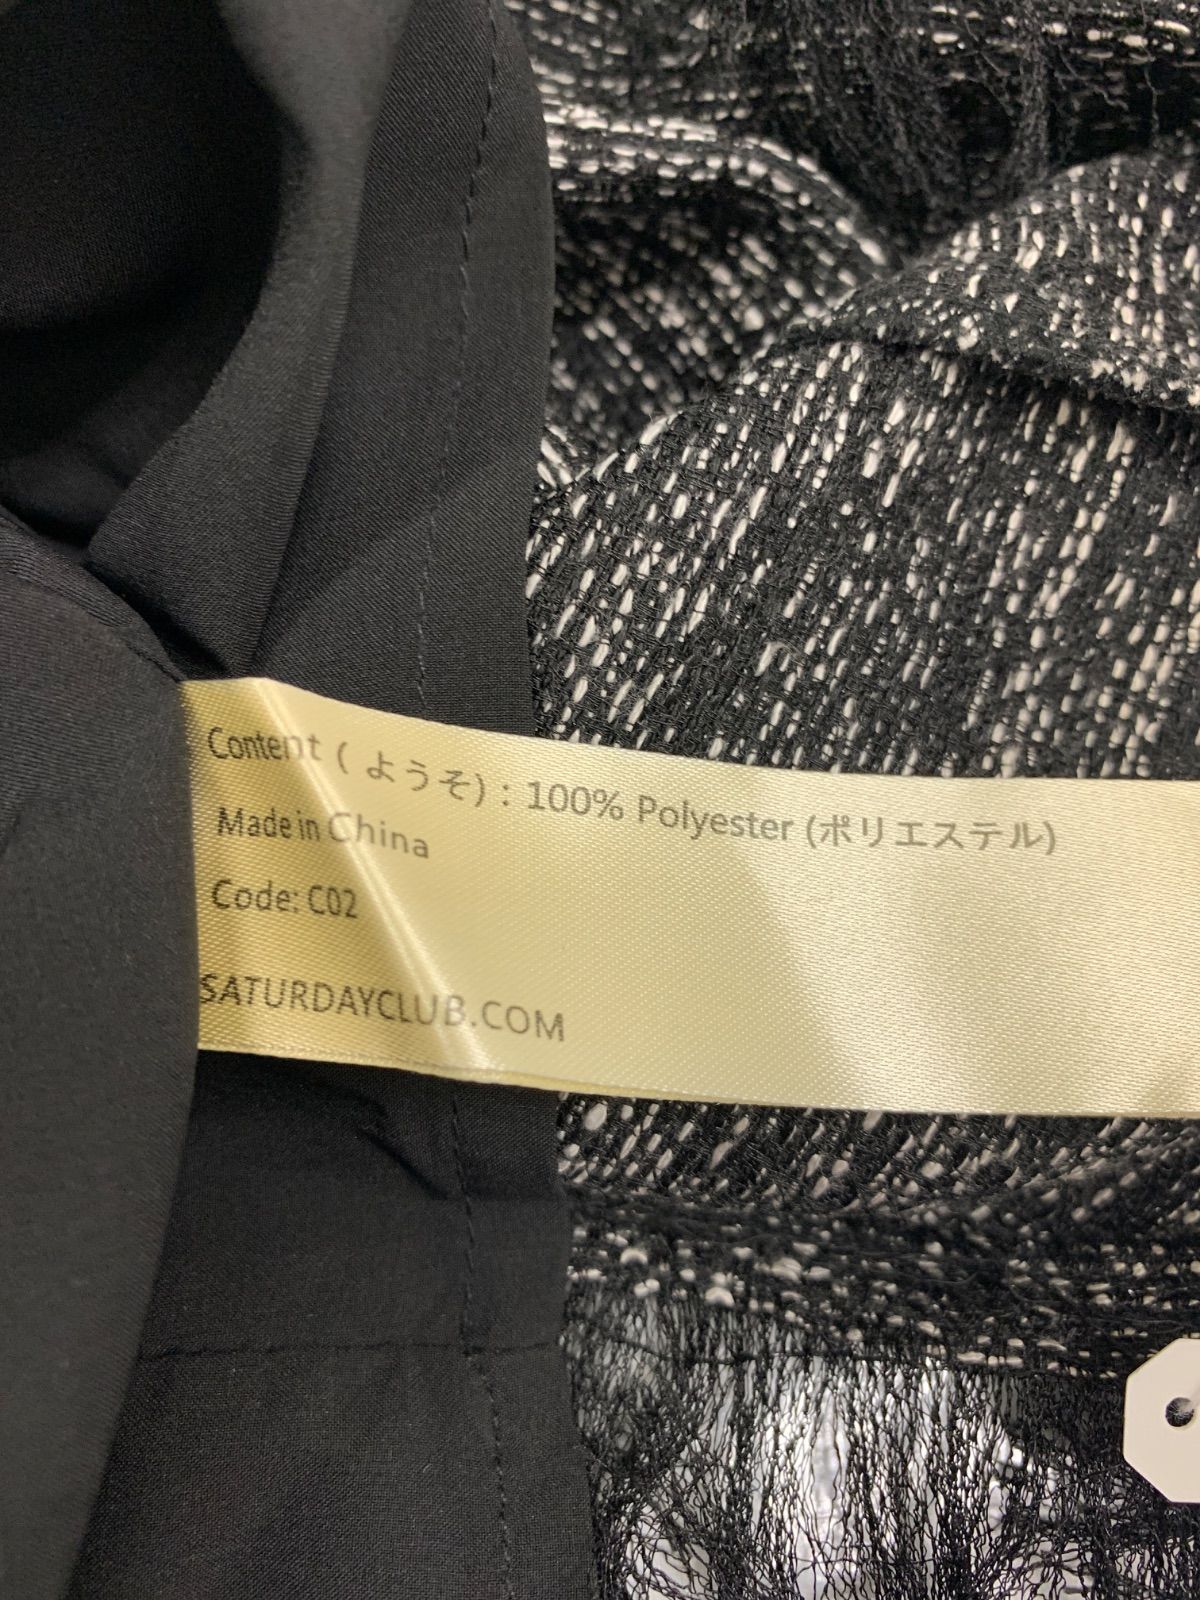 Content ( ようそ) : 100% Polyester (ポリエステル)
Made in China
Code: C02
SATURDAYCLUB.COM